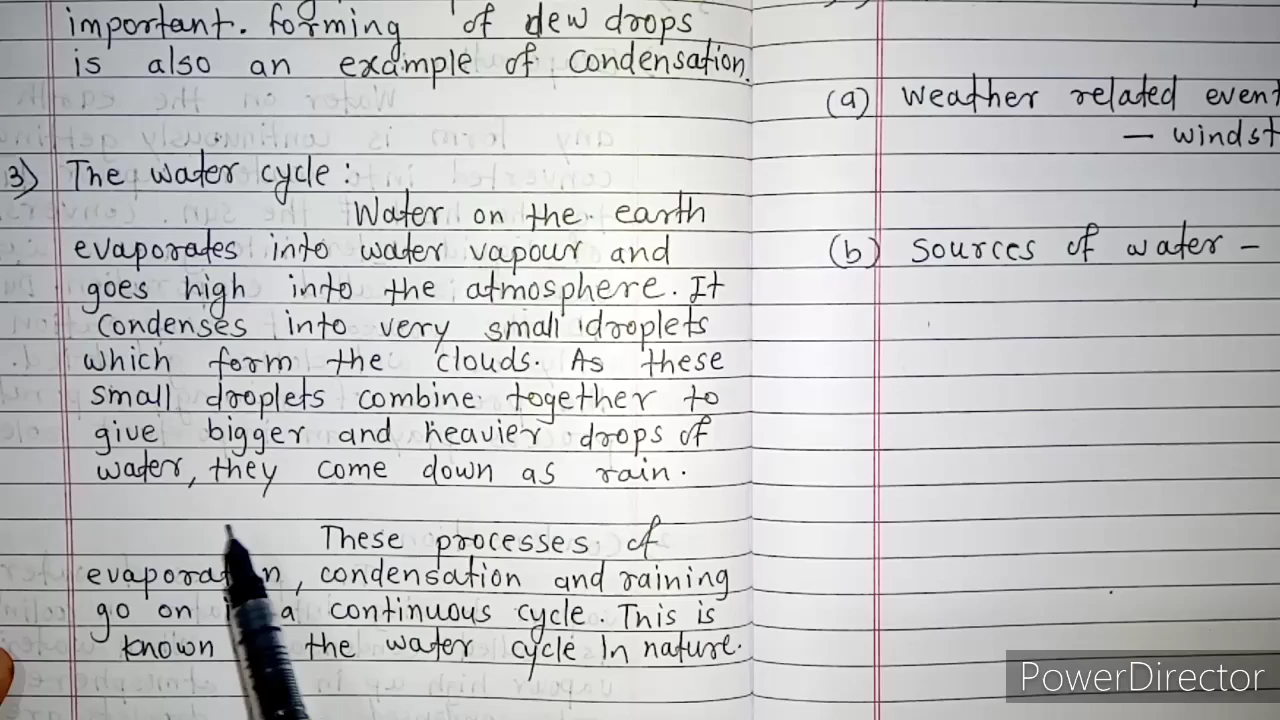 important. forming of dew drops
is also an example of condensation.
3) The water cycle :
Water on the earth
evaporates into water vapour and
goes high into the atmosphere. It
condenses into very small droplets
which form the clouds. As these
small droplets combine together to
give bigger and heavier drops of
water, they come down as rain.
These processes of
evaporation, condensation and raining
go on a continuous cycle. This is
known the water cycle In nature.
(a) Weather related event
— windst
(b) Sources of water –
PowerDirector